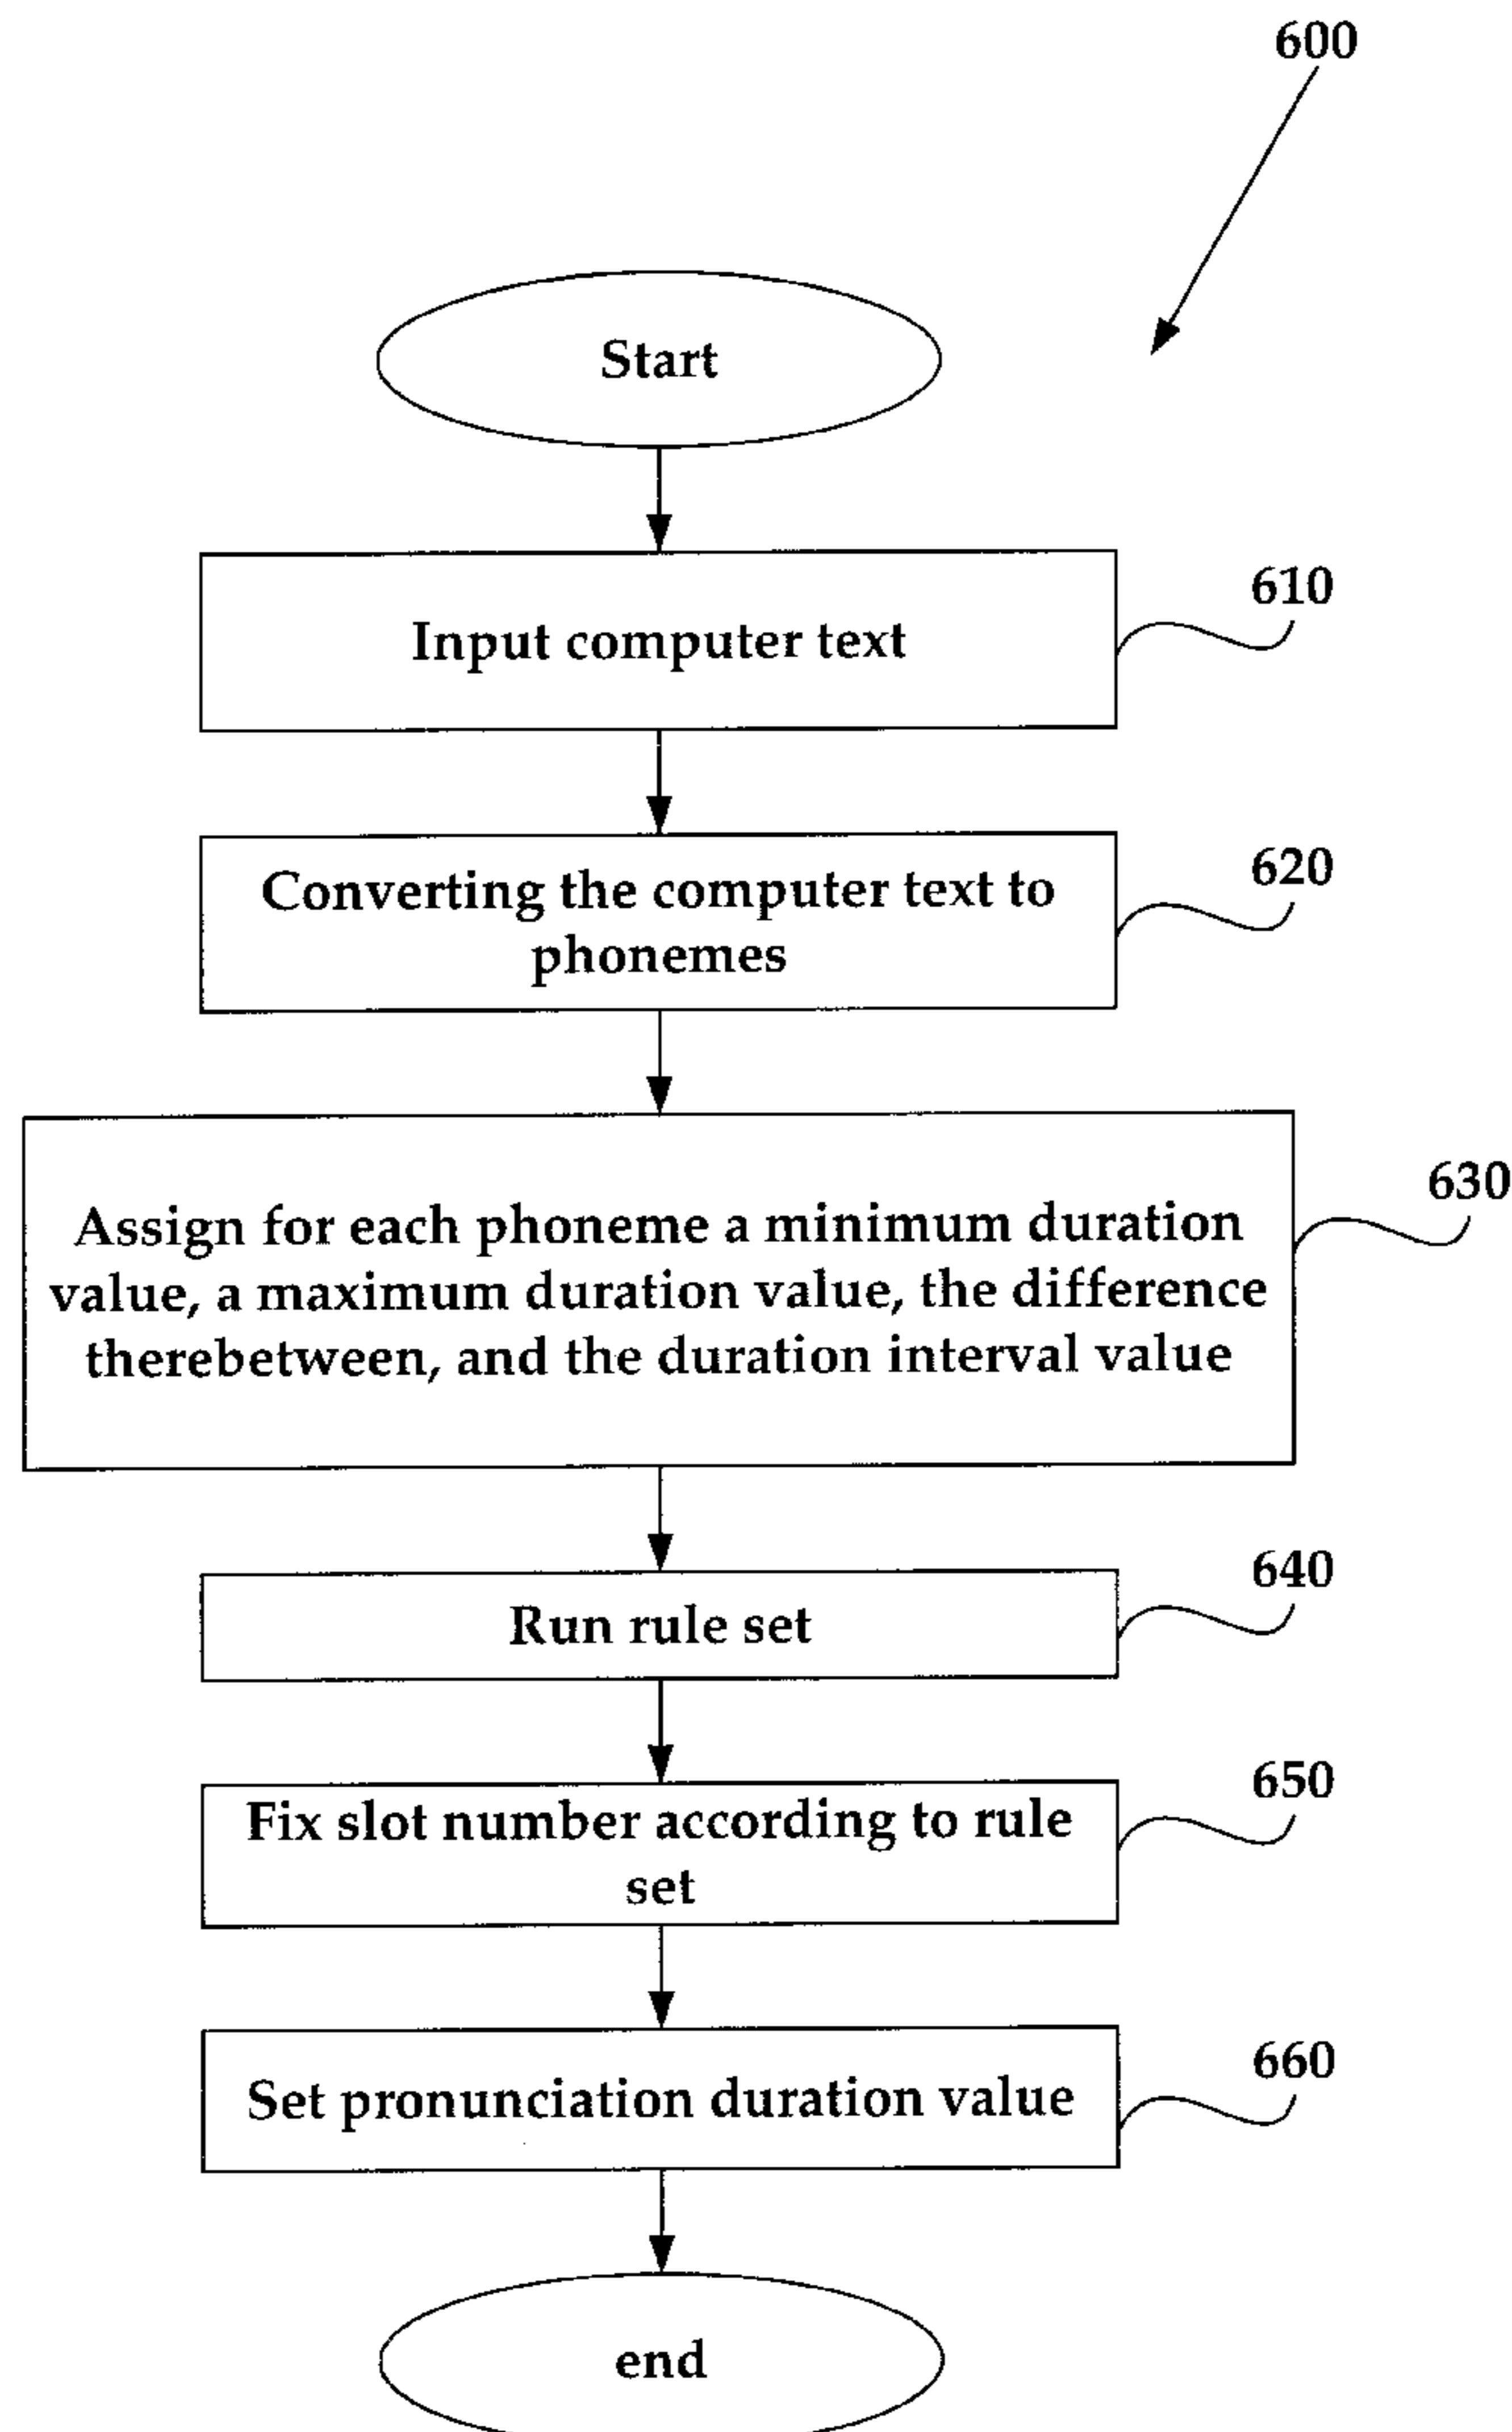 600
Start
610
Input computer text
620
Converting the computer text to
phonemes
630
Assign for each phoneme a minimum duration
value, a maximum duration value, the difference
therebetween, and the duration interval value
640
Run rule set
650
Fix slot number according to rule
set
660
Set pronunciation duration value
end